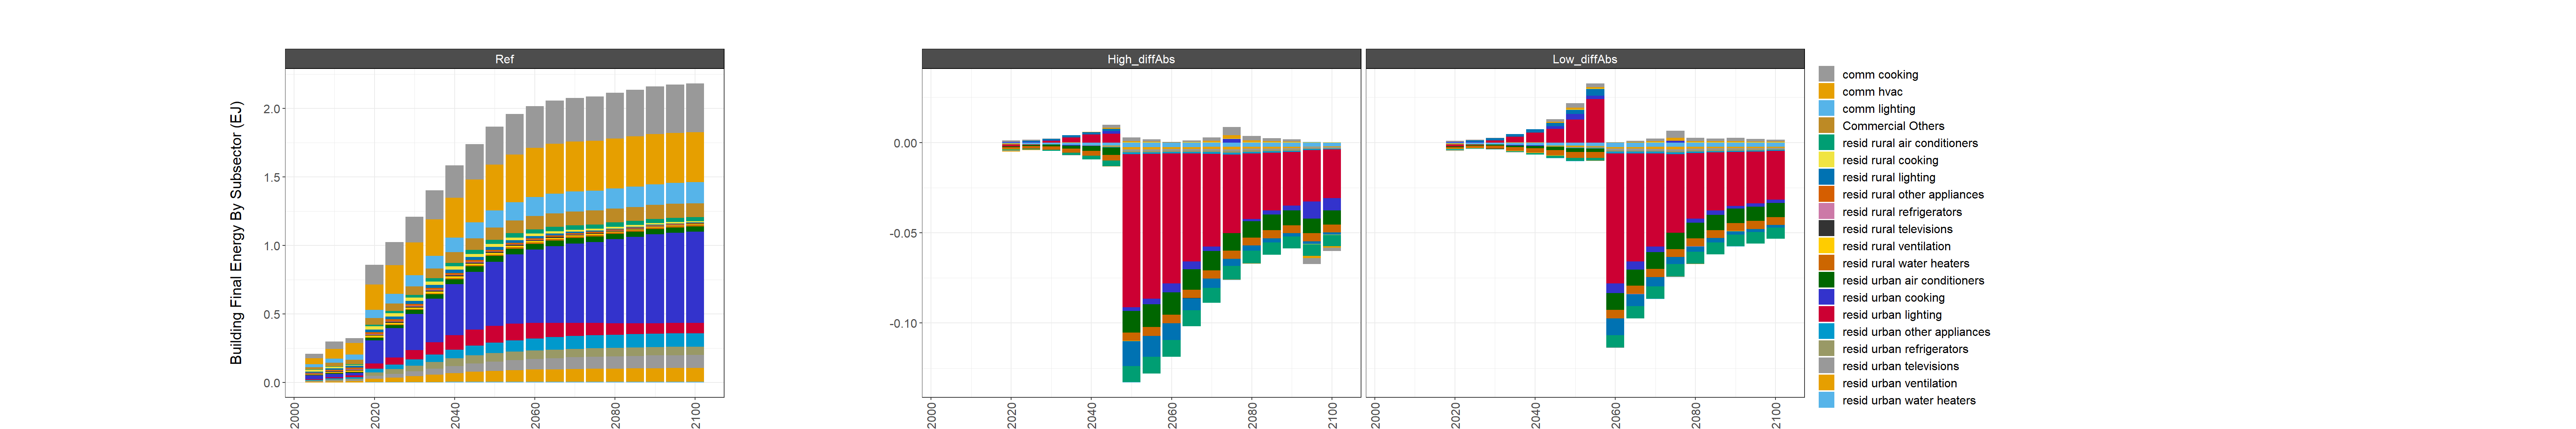 Ref
High_diffAbs
Low_diffAbs
Building Final Energy By Subsector (EJ)
2.0
1.5
1.0
0.5
0.0
0.00
-0.05
-0.10
2000
2020
2040
2060
2080
2100
2000
2020
2040
2060
2080
2100
2000
2020
2040
2060
2080
2100
comm cooking
comm hvac
comm lighting
Commercial Others
resid rural air conditioners
resid rural cooking
resid rural lighting
resid rural other appliances
resid rural refrigerators
resid rural televisions
resid rural ventilation
resid rural water heaters
resid urban air conditioners
resid urban cooking
resid urban lighting
resid urban other appliances
resid urban refrigerators
resid urban televisions
resid urban ventilation
resid urban water heaters